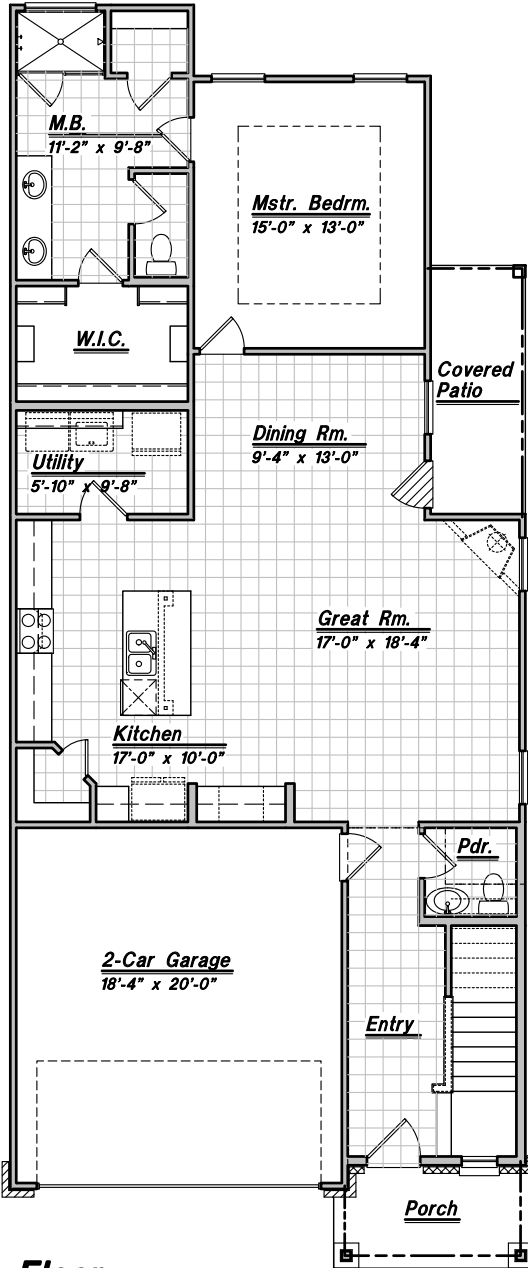 M.B.
11'-2" x 9'-8"
Mstr. Bedrm.
15'-0" x 13'-0"
W.I.C.
Covered
Patio
Dining Rm.
9'-4" x 13'-0"
Utility
5'-10" x 9'-8"
Great Rm.
17'-0" x 18'-4"
Kitchen
17'-0" x 10'-0"
Pdr.
2-Car Garage
18'-4" x 20'-0"
Entry
Porch